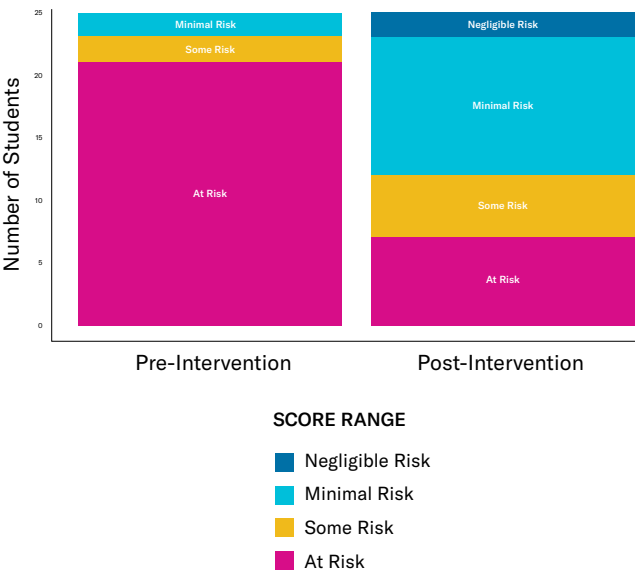 Number of Students
25
20
15
10
5
0
Minimal Risk
Some Risk
At Risk
Negligible Risk
Minimal Risk
Some Risk
At Risk
Pre-Intervention
Post-Intervention
SCORE RANGE
Negligible Risk
Minimal Risk
Some Risk
At Risk